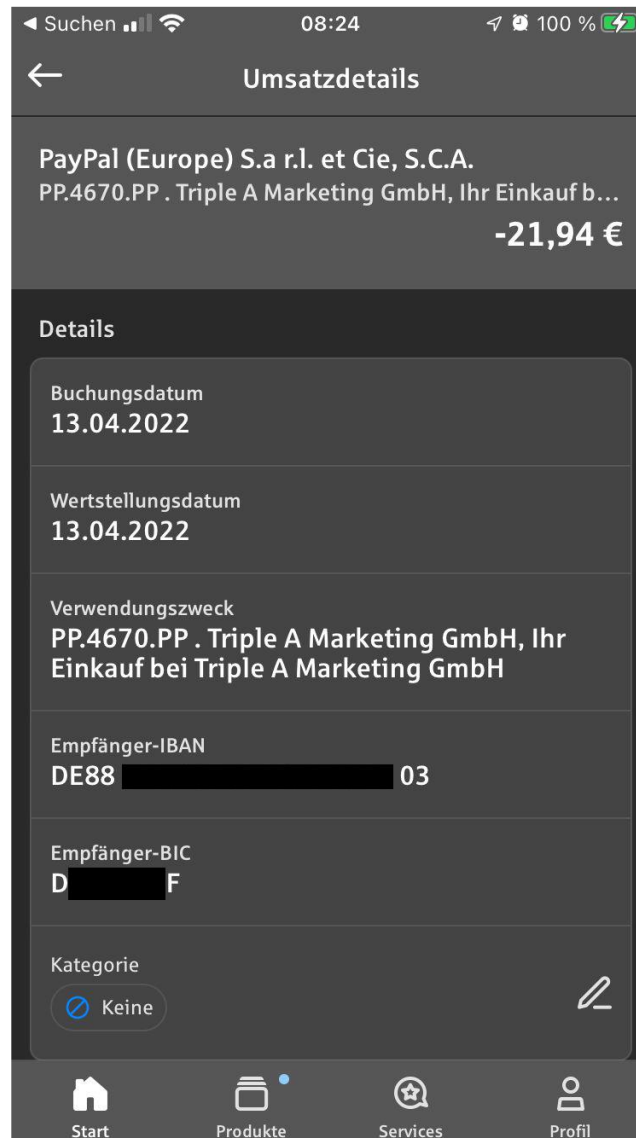 Suchen
08:24
100 %
Umsatzdetails
PayPal (Europe) S.a r.l. et Cie, S.C.A.
PP.4670.PP . Triple A Marketing GmbH, Ihr Einkauf b...
-21,94 €
Details
Buchungsdatum
13.04.2022
Wertstellungsdatum
13.04.2022
Verwendungszweck
PP.4670.PP . Triple A Marketing GmbH, Ihr
Einkauf bei Triple A Marketing GmbH
Empfänger-IBAN
DE88 03
Empfänger-BIC
D F
Kategorie
Keine
Start
Produkte
Services
Profil